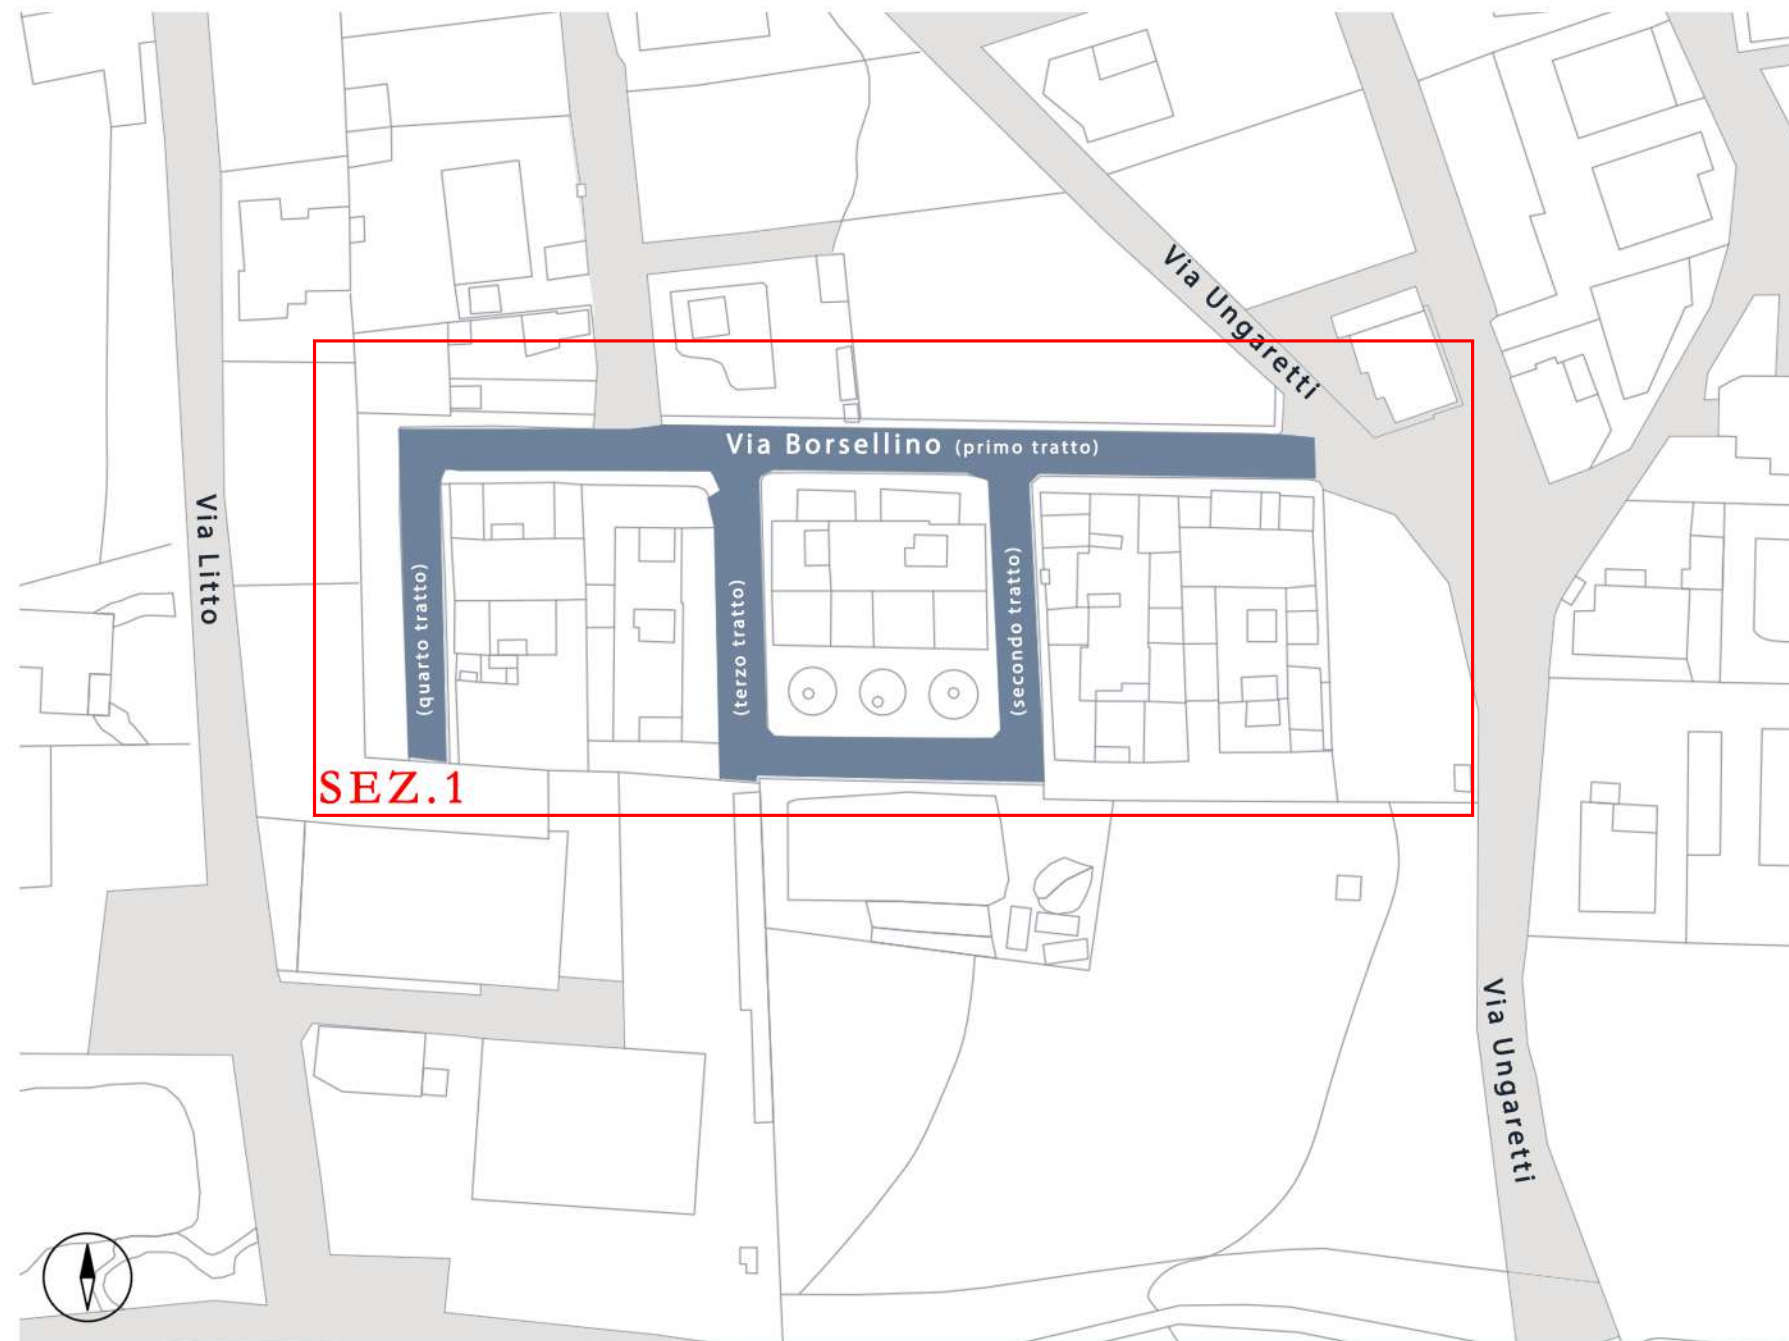 Via Ungaretti
Via Borsellino (primo tratto)
Via Litto
(quarto tratto)
(terzo tratto)
(secondo tratto)
SEZ.1
Via Ungaretti